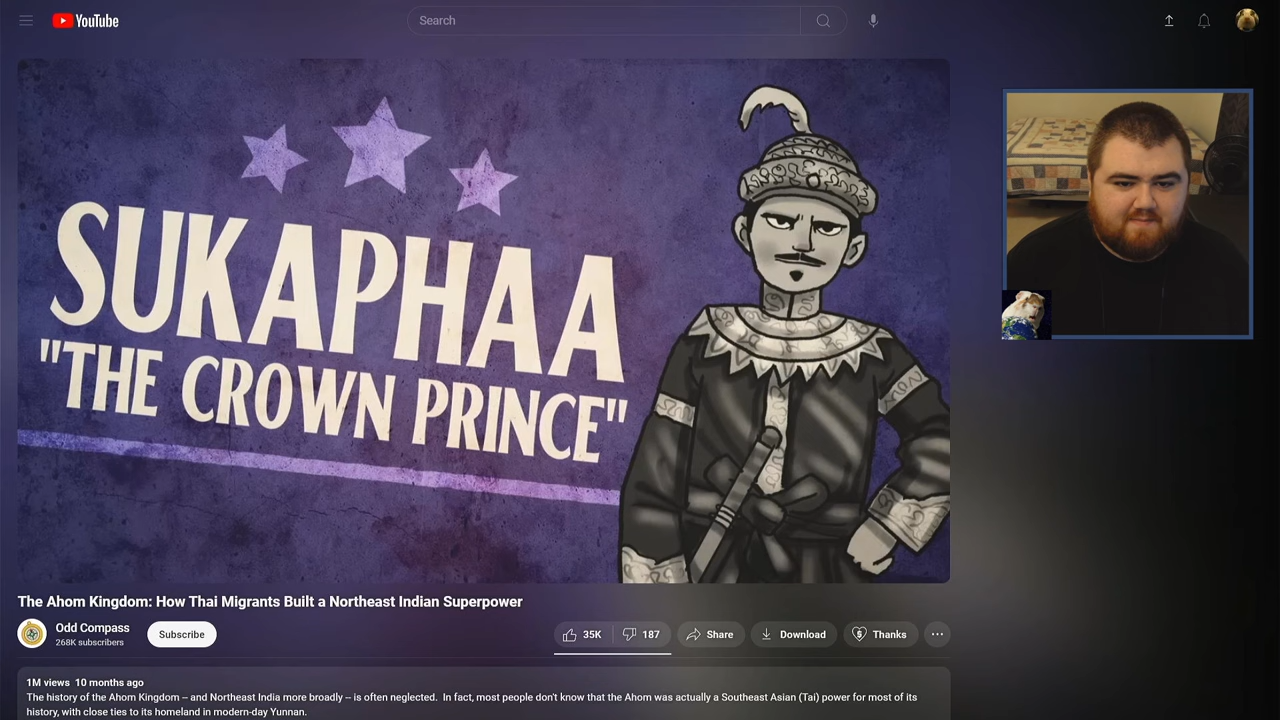 YouTube
Search
SUKAPHAA
"THE CROWN PRINCE"
The Ahom Kingdom: How Thai Migrants Built a Northeast Indian Superpower
Odd Compass
268K subscribers
Subscribe
35K
187
Share
Download
Thanks
1M views 10 months ago
The history of the Ahom Kingdom – and Northeast India more broadly – is often neglected. In fact, most people don't know that the Ahom was actually a Southeast Asian (Tai) power for most of its
history, with close ties to its homeland in modern-day Yunnan.